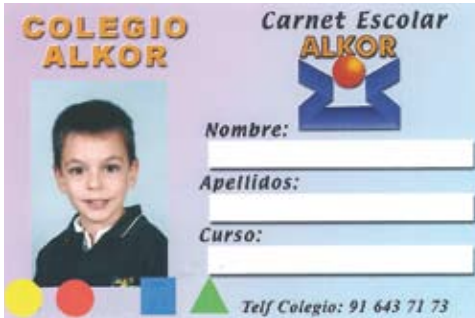 COLEGIO
ALKOR
Carnet Escolar
ALKOR
Nombre:
Apellidos:
Curso:
Telf Colegio: 91 643 71 73